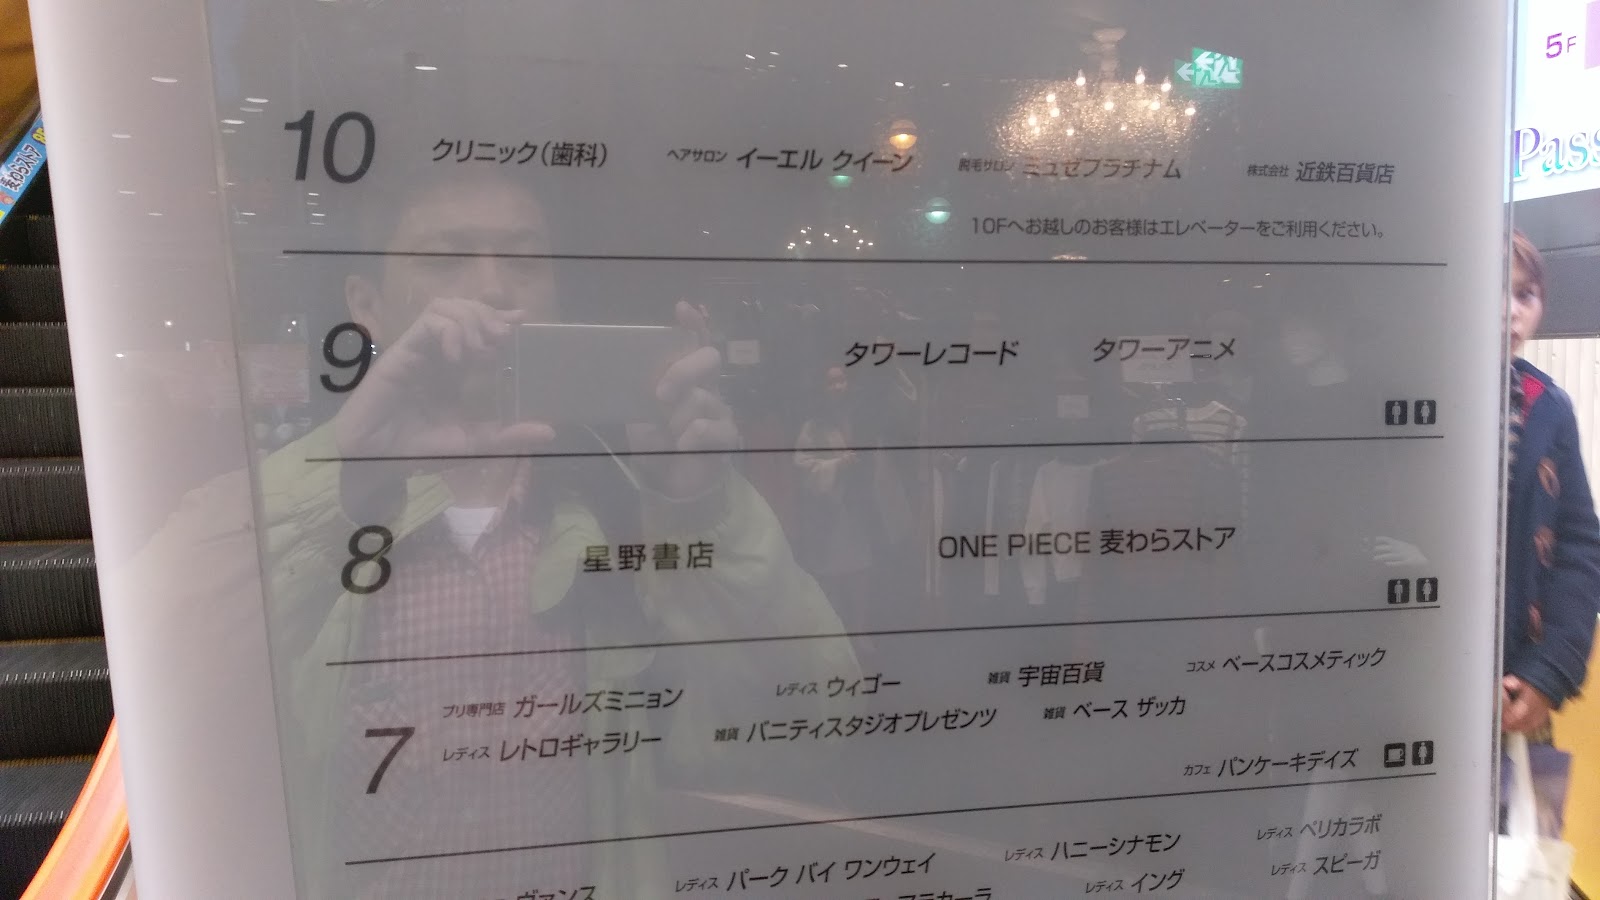 10 クリニック(歯科) ヘアサロン イーエル クイーン 脱毛サロン ミュゼプラチナム 株式会社 近鉄百貨店
10Fへお越しのお客様はエレベーターをご利用ください。
9 タワーレコード タワーアニメ
8 星野書店 ONE PIECE 麦わらストア
7 プリ専門店 ガールズミニョン レディス ウィゴー 雑貨 宇宙百貨 コスメ ベースコスメティック
レディス レトロギャラリー 雑貨 バニティスタジオプレゼンツ 雑貨 ベース ザッカ
カフェ パンケーキデイズ
レディス パーク バイ ワンウェイ レディス ハニーシナモン レディス ペリカラボ
ヴァンス レディス イング レディス スピーガ
5F
麦わらストア